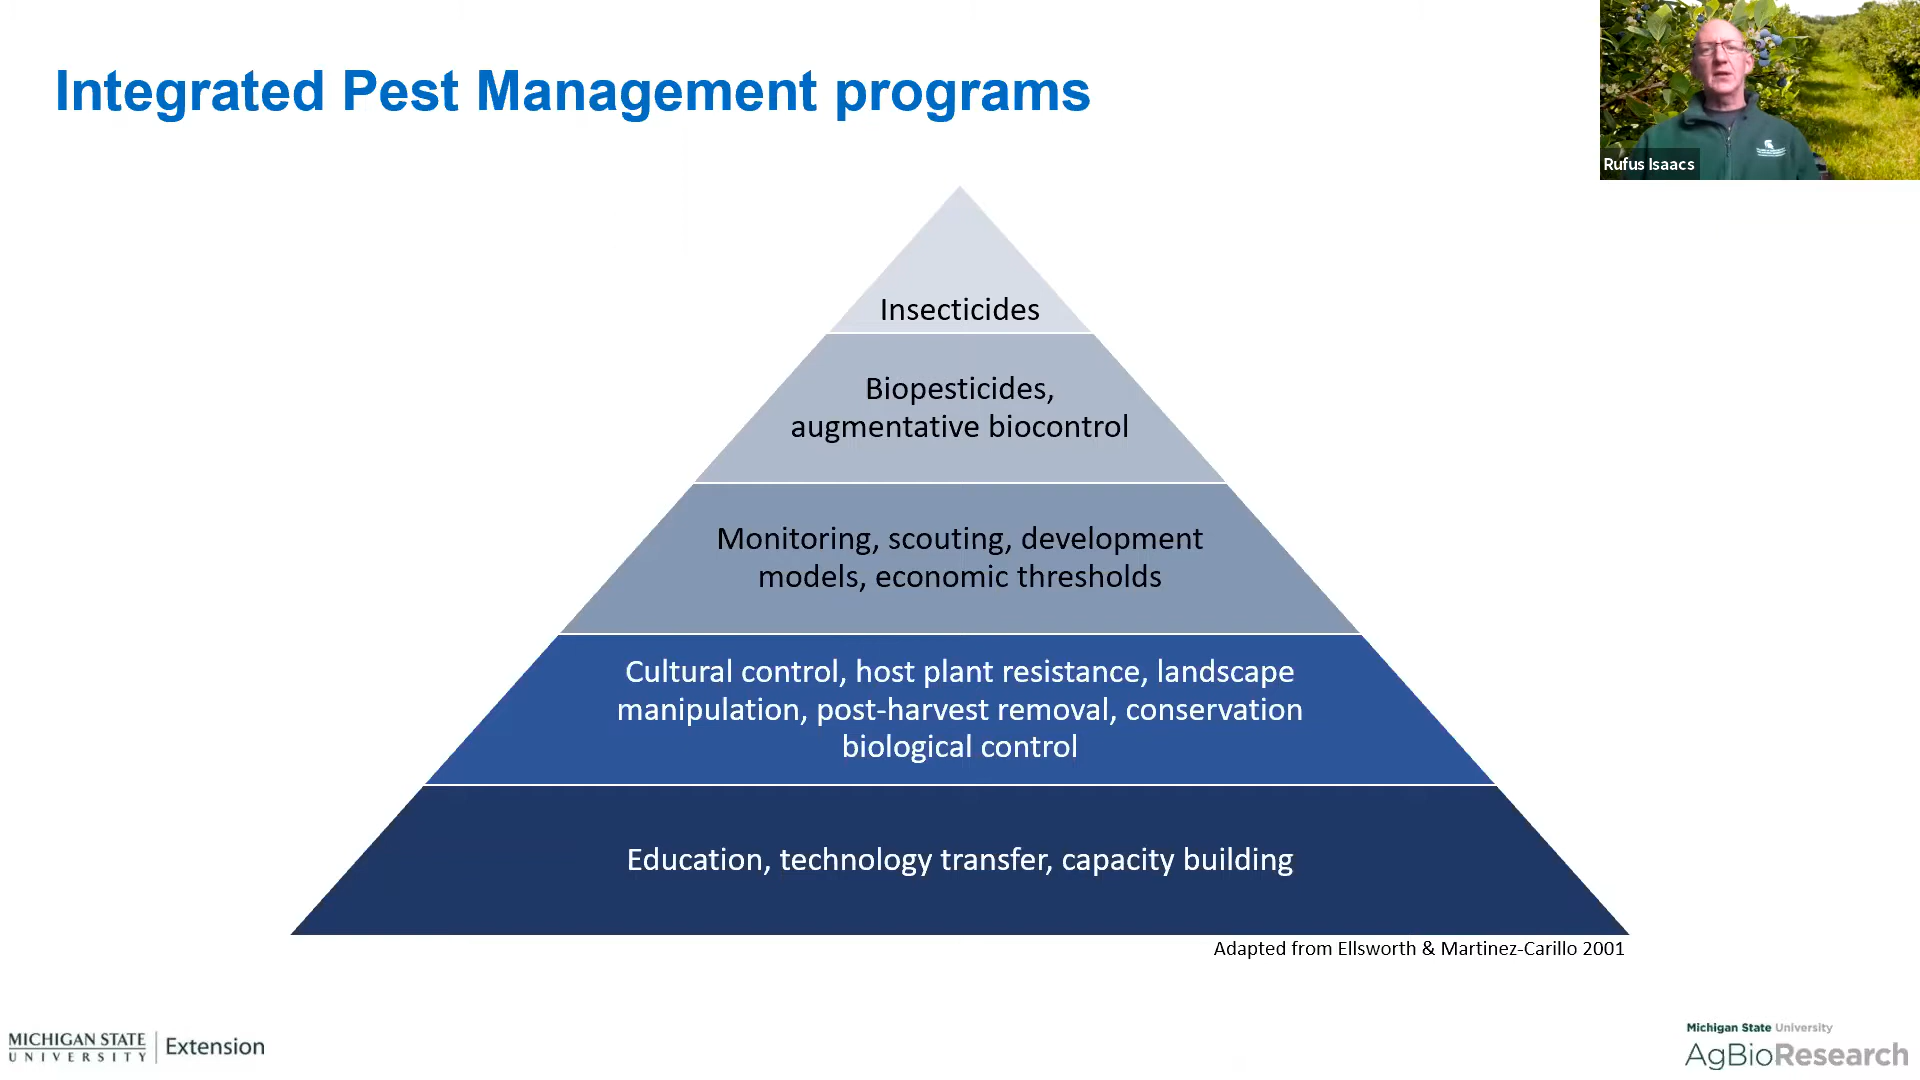 Integrated Pest Management programs
Rufus Isaacs
Insecticides
Biopesticides,
augmentative biocontrol
Monitoring, scouting, development
models, economic thresholds
Cultural control, host plant resistance, landscape
manipulation, post-harvest removal, conservation
biological control
Education, technology transfer, capacity building
Adapted from Ellsworth & Martinez-Carillo 2001
MICHIGAN STATE
UNIVERSITY
Extension
Michigan State University
AgBioResearch